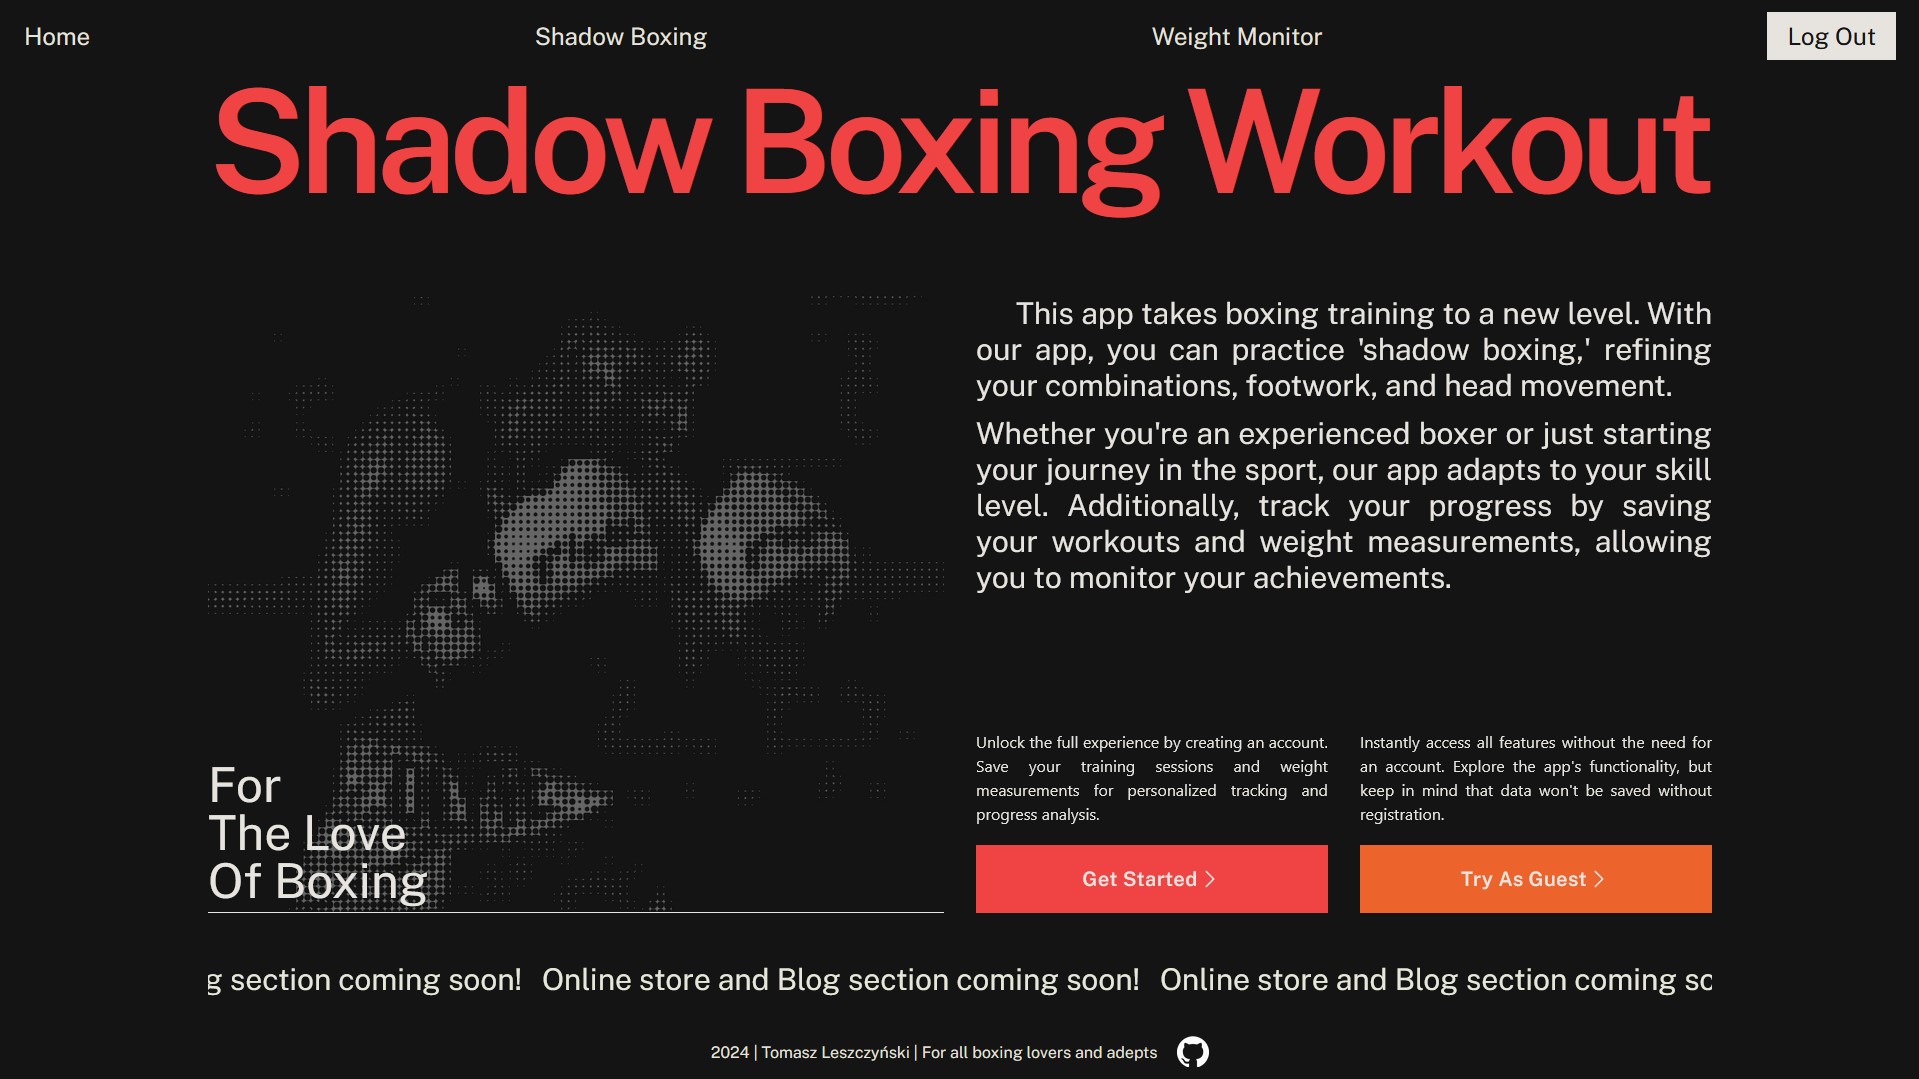 Home
Shadow Boxing
Weight Monitor
Log Out
Shadow Boxing Workout
This app takes boxing training to a new level. With
our app, you can practice 'shadow boxing,' refining
your combinations, footwork, and head movement.
Whether you're an experienced boxer or just starting
your journey in the sport, our app adapts to your skill
level. Additionally, track your progress by saving
your workouts and weight measurements, allowing
you to monitor your achievements.
For
The Love
Of Boxing
Unlock the full experience by creating an account.
Save your training sessions and weight
measurements for personalized tracking and
progress analysis.
Get Started
Instantly access all features without the need for
an account. Explore the app's functionality, but
keep in mind that data won't be saved without
registration.
Try As Guest
g section coming soon! Online store and Blog section coming soon! Online store and Blog section coming so
2024 | Tomasz Leszczyński | For all boxing lovers and adepts